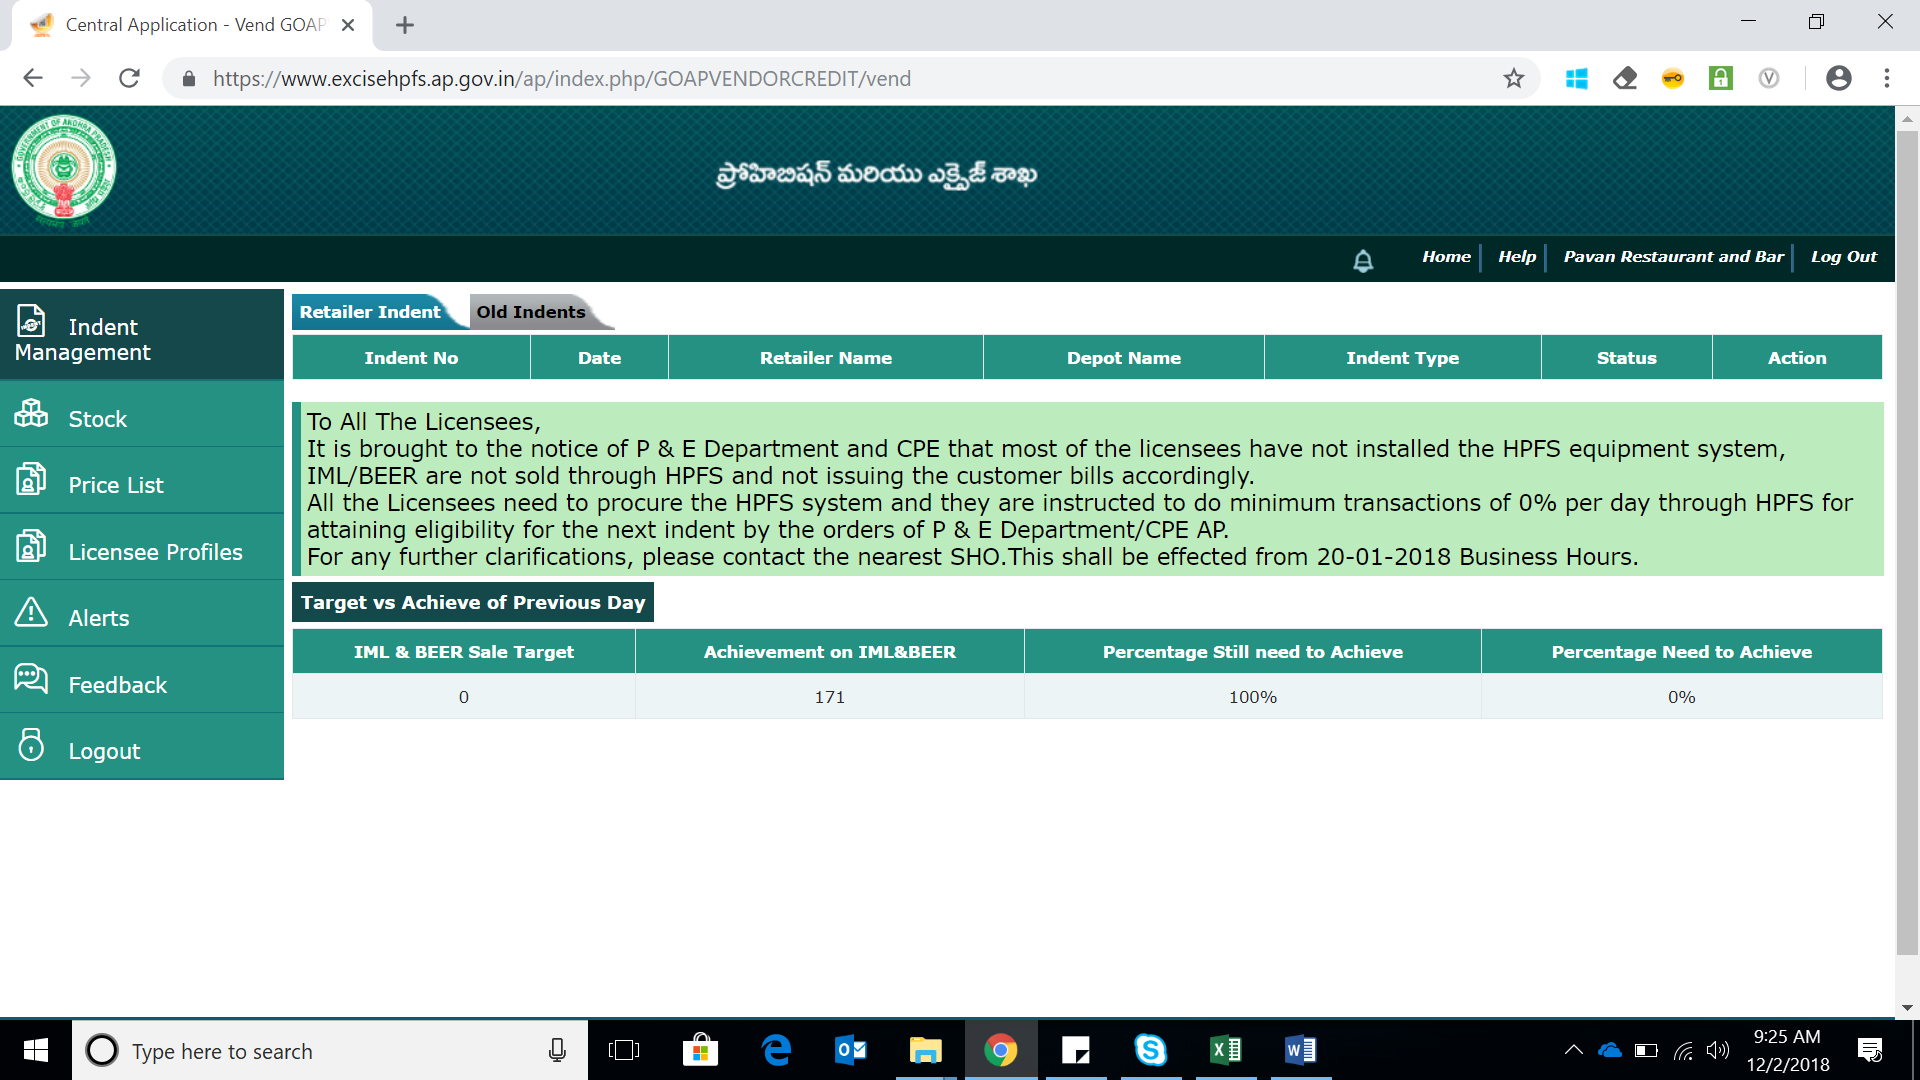 Central Application - Vend GOAP
https://www.excisehpfs.ap.gov.in/ap/index.php/GOAPVENDORCREDIT/vend
ప్రోహిబిషన్ మరియు ఎక్సైజ్ శాఖ
Home
Help
Pavan Restaurant and Bar
Log Out
Indent
Management
Stock
Price List
Licensee Profiles
Alerts
Feedback
Logout
Retailer Indent
Old Indents
Indent No Date Retailer Name Depot Name Indent Type Status Action
To All The Licensees,
It is brought to the notice of P & E Department and CPE that most of the licensees have not installed the HPFS equipment system,
IML/BEER are not sold through HPFS and not issuing the customer bills accordingly.
All the Licensees need to procure the HPFS system and they are instructed to do minimum transactions of 0% per day through HPFS for
attaining eligibility for the next indent by the orders of P & E Department/CPE AP.
For any further clarifications, please contact the nearest SHO.This shall be effected from 20-01-2018 Business Hours.
Target vs Achieve of Previous Day
IML & BEER Sale Target Achievement on IML&BEER Percentage Still need to Achieve Percentage Need to Achieve
0 171 100% 0%
Type here to search
9:25 AM
12/2/2018